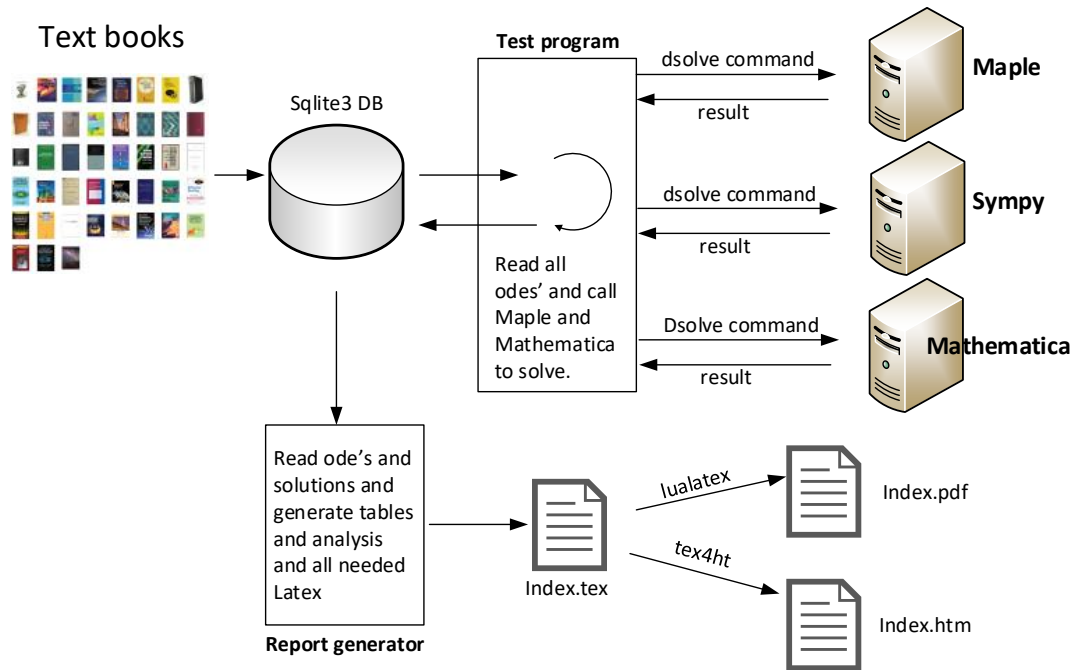 Text books
Sqlite3 DB
Test program
dsolve command
result
Maple
dsolve command
result
Sympy
Dsolve command
result
Mathematica
Read all
odes’ and call
Maple and
Mathematica
to solve.
Read ode’s and
solutions and
generate tables
and analysis
and all needed
Latex
Report generator
Index.tex
lualatex
Index.pdf
tex4ht
Index.htm